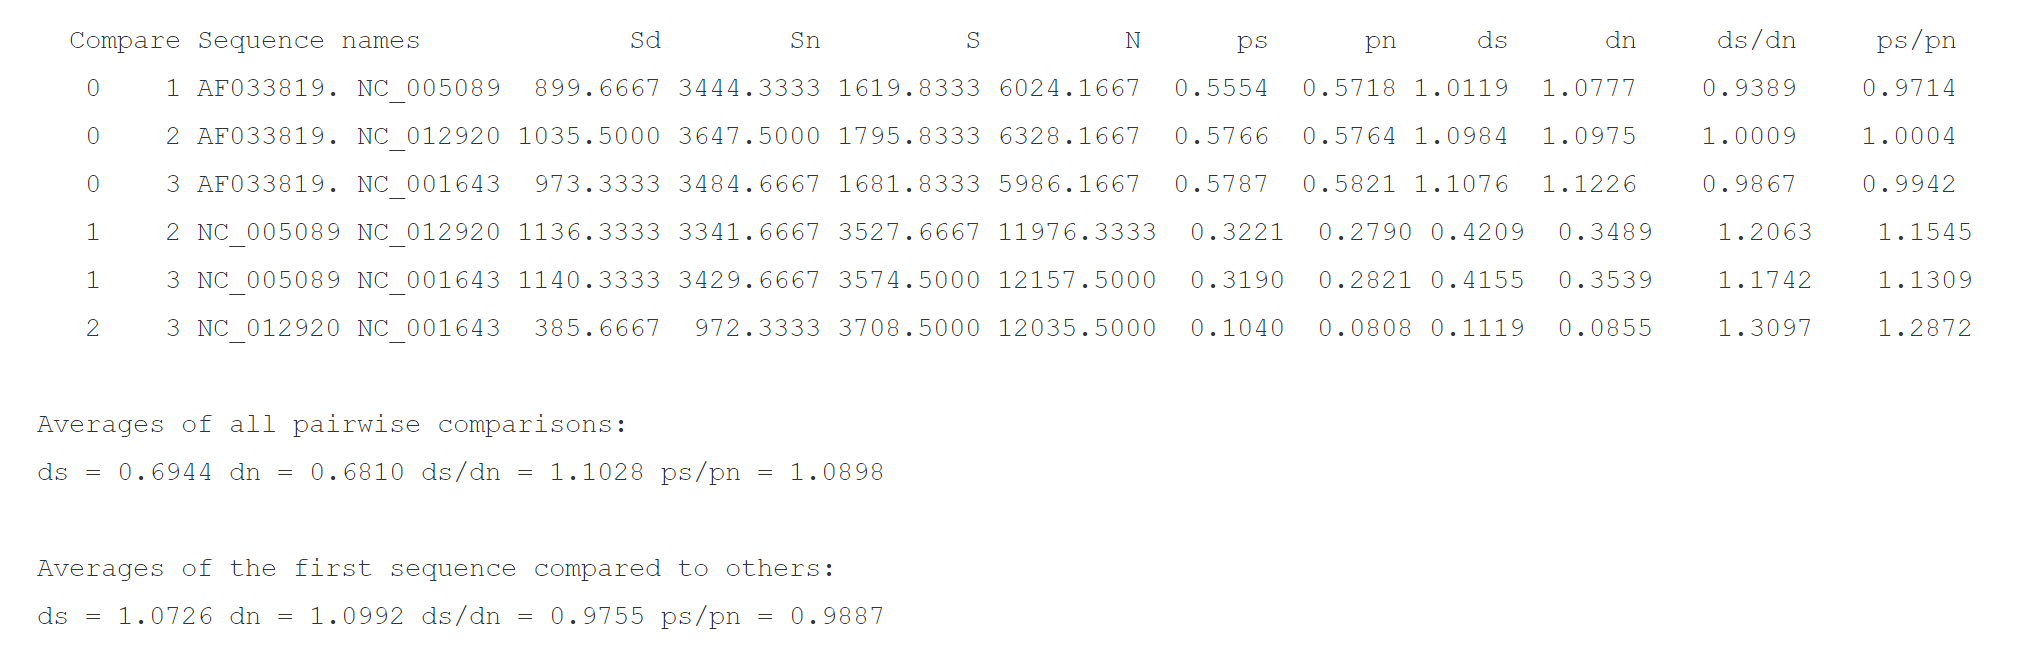 Compare Sequence names Sd Sn S N ps pn ds dn ds/dn ps/pn
0 1 AF033819. NC_005089 899.6667 3444.3333 1619.8333 6024.1667 0.5554 0.5718 1.0119 1.0777 0.9389 0.9714
0 2 AF033819. NC_012920 1035.5000 3647.5000 1795.8333 6328.1667 0.5766 0.5764 1.0984 1.0975 1.0009 1.0004
0 3 AF033819. NC_001643 973.3333 3484.6667 1681.8333 5986.1667 0.5787 0.5821 1.1076 1.1226 0.9867 0.9942
1 2 NC_005089 NC_012920 1136.3333 3341.6667 3527.6667 11976.3333 0.3221 0.2790 0.4209 0.3489 1.2063 1.1545
1 3 NC_005089 NC_001643 1140.3333 3429.6667 3574.5000 12157.5000 0.3190 0.2821 0.4155 0.3539 1.1742 1.1309
2 3 NC_012920 NC_001643 385.6667 972.3333 3708.5000 12035.5000 0.1040 0.0808 0.1119 0.0855 1.3097 1.2872
Averages of all pairwise comparisons:
ds = 0.6944 dn = 0.6810 ds/dn = 1.1028 ps/pn = 1.0898
Averages of the first sequence compared to others:
ds = 1.0726 dn = 1.0992 ds/dn = 0.9755 ps/pn = 0.9887